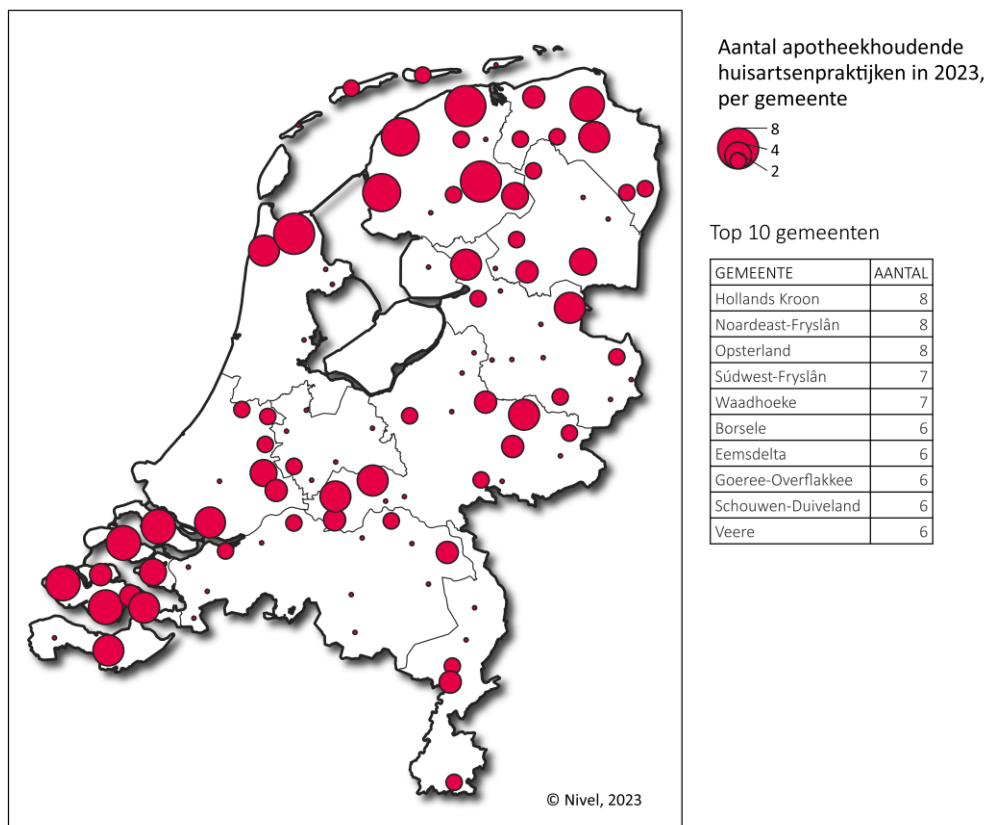 Aantal apotheekhoudende
huisartsenpraktijken in 2023,
per gemeente
8
4
2
Top 10 gemeenten
GEMEENTE AANTAL
Hollands Kroon 8
Noardeast-Fryslân 8
Opsterland 8
Súdwest-Fryslân 7
Waadhoeke 7
Borsele 6
Eemsdelta 6
Goeree-Overflakkee 6
Schouwen-Duiveland 6
Veere 6
© Nivel, 2023